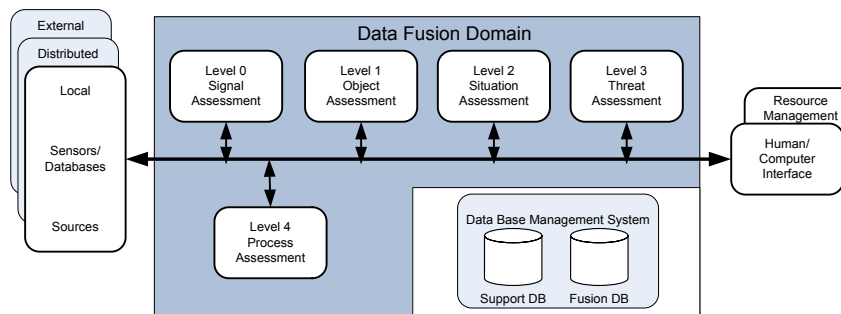 External
Distributed
Local
Sensors/
Databases
Sources
Data Fusion Domain
Level 0
Signal
Assessment
Level 1
Object
Assessment
Level 2
Situation
Assessment
Level 3
Threat
Assessment
Level 4
Process
Assessment
Data Base Management System
Support DB
Fusion DB
Resource
Management
Human/
Computer
Interface